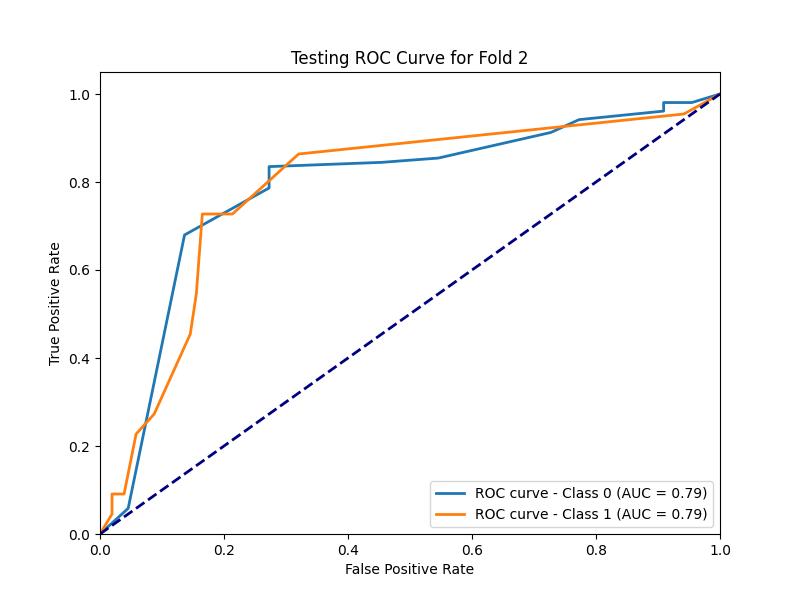 Testing ROC Curve for Fold 2
True Positive Rate
1.0
0.8
0.6
0.4
0.2
0.0
0.0 0.2 0.4 0.6 0.8 1.0
False Positive Rate
ROC curve - Class 0 (AUC = 0.79)
ROC curve - Class 1 (AUC = 0.79)